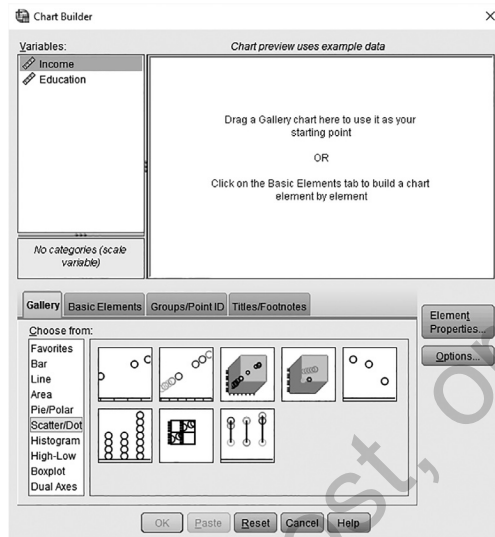 Chart Builder
Variables:
Chart preview uses example data
Income
Education
Drag a Gallery chart here to use it as your
starting point
OR
Click on the Basic Elements tab to build a chart
element by element
No categories (scale
variable)
Gallery Basic Elements Groups/Point ID Titles/Footnotes
Choose from:
Favorites
Bar
Line
Area
Pie/Polar
Scatter/Dot
Histogram
High-Low
Boxplot
Dual Axes
Element
Properties...
Options...
OK Paste Reset Cancel Help